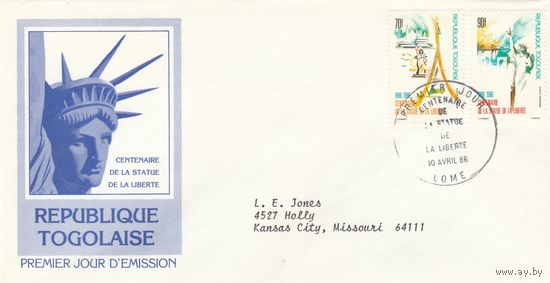 CENTENAIRE
DE LA STATUE
DE LA LIBERTE
REPUBLIQUE
TOGOLAISE
PREMIER JOUR D'EMISSION
70f
REPUBLIQUE TOGOLAISE
1886 1986
CENTENAIRE
DE LA STATUE DE LA LIBERTE
90f
REPUBLIQUE TOGOLAISE
1886 1986
CENTENAIRE
DE LA STATUE DE LA LIBERTE
PREMIER JOUR
CENTENAIRE
DE
LA STATUE
DE
LA LIBERTE
10 AVRIL 86
LOME
L. E. Jones
4527 Holly
Kansas City, Missouri 64111
www.ay.by